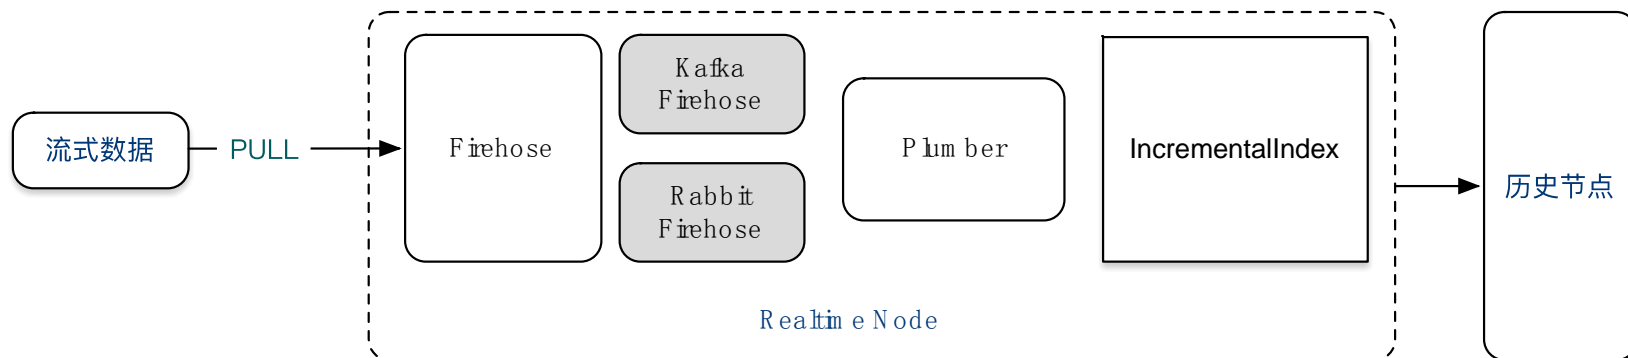 流式数据
PULL
Firehose
Kafka
Firehose
Rabbit
Firehose
Plumber
IncrementalIndex
Realtime Node
历史节点